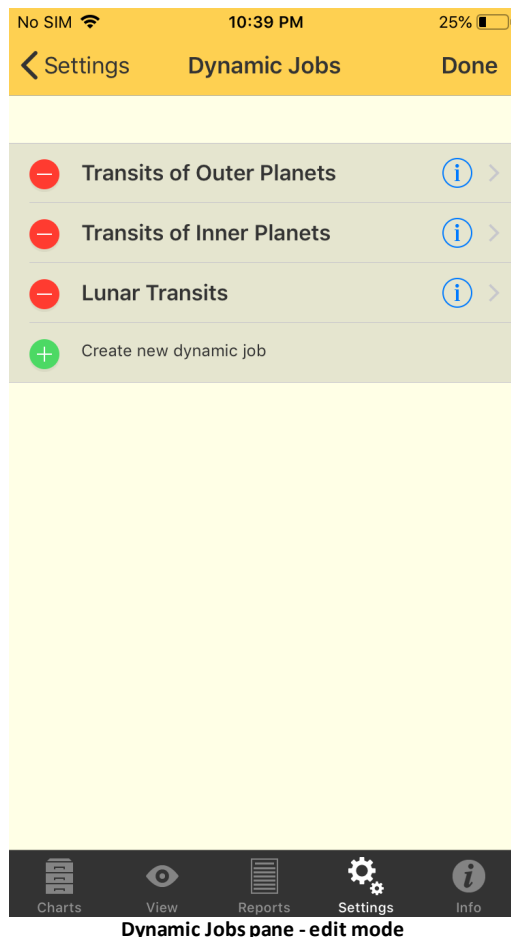 No SIM 10:39 PM 25%
Settings Dynamic Jobs Done
Transits of Outer Planets
Transits of Inner Planets
Lunar Transits
Create new dynamic job
Charts View Reports Settings Info
Dynamic Jobs pane - edit mode